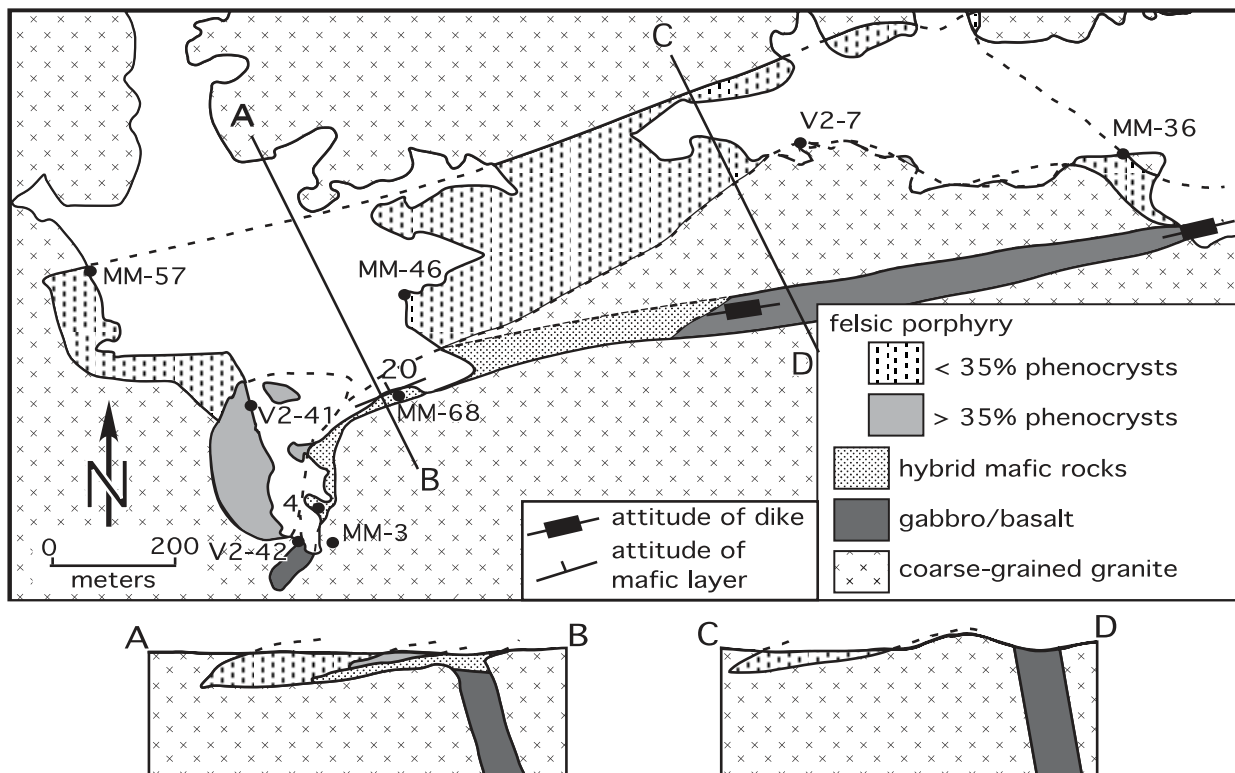 C
A
V2-7
MM-36
MM-57
MM-46
D
20
MM-68
V2-41
B
4
MM-3
V2-42
N
0 200
meters
felsic porphyry
< 35% phenocrysts
> 35% phenocrysts
hybrid mafic rocks
gabbro/basalt
coarse-grained granite
attitude of dike
attitude of
mafic layer
A B C D